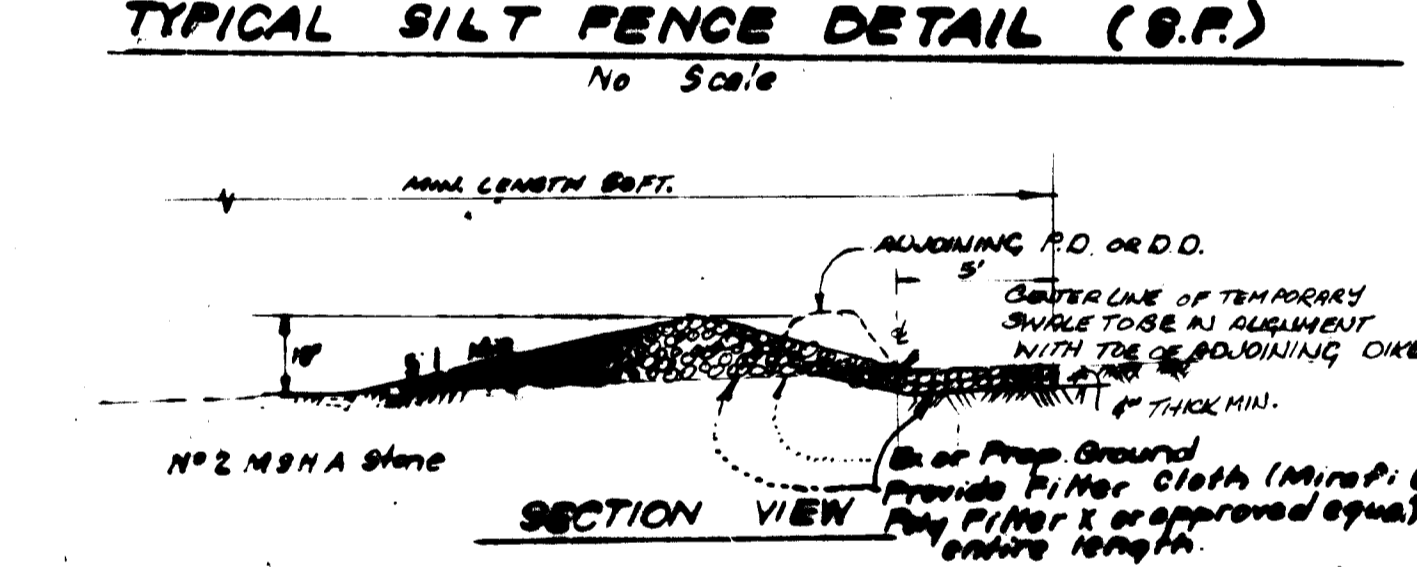 TYPICAL SILT FENCE DETAIL (S.F.)
No Scale
MIN. LENGTH 50FT.
ADJOINING P.D. OR D.D.
5'
CENTER LINE OF TEMPORARY
SWALE TO BE IN ALIGNMENT
WITH TOE OF ADJOINING DIKE
18"
THICK MIN.
No 2 MSHA Stone
Ex or Prop. Ground
Provide Filter Cloth (Mirafi
Poly Filter X or approved equal)
entire length.
SECTION VIEW